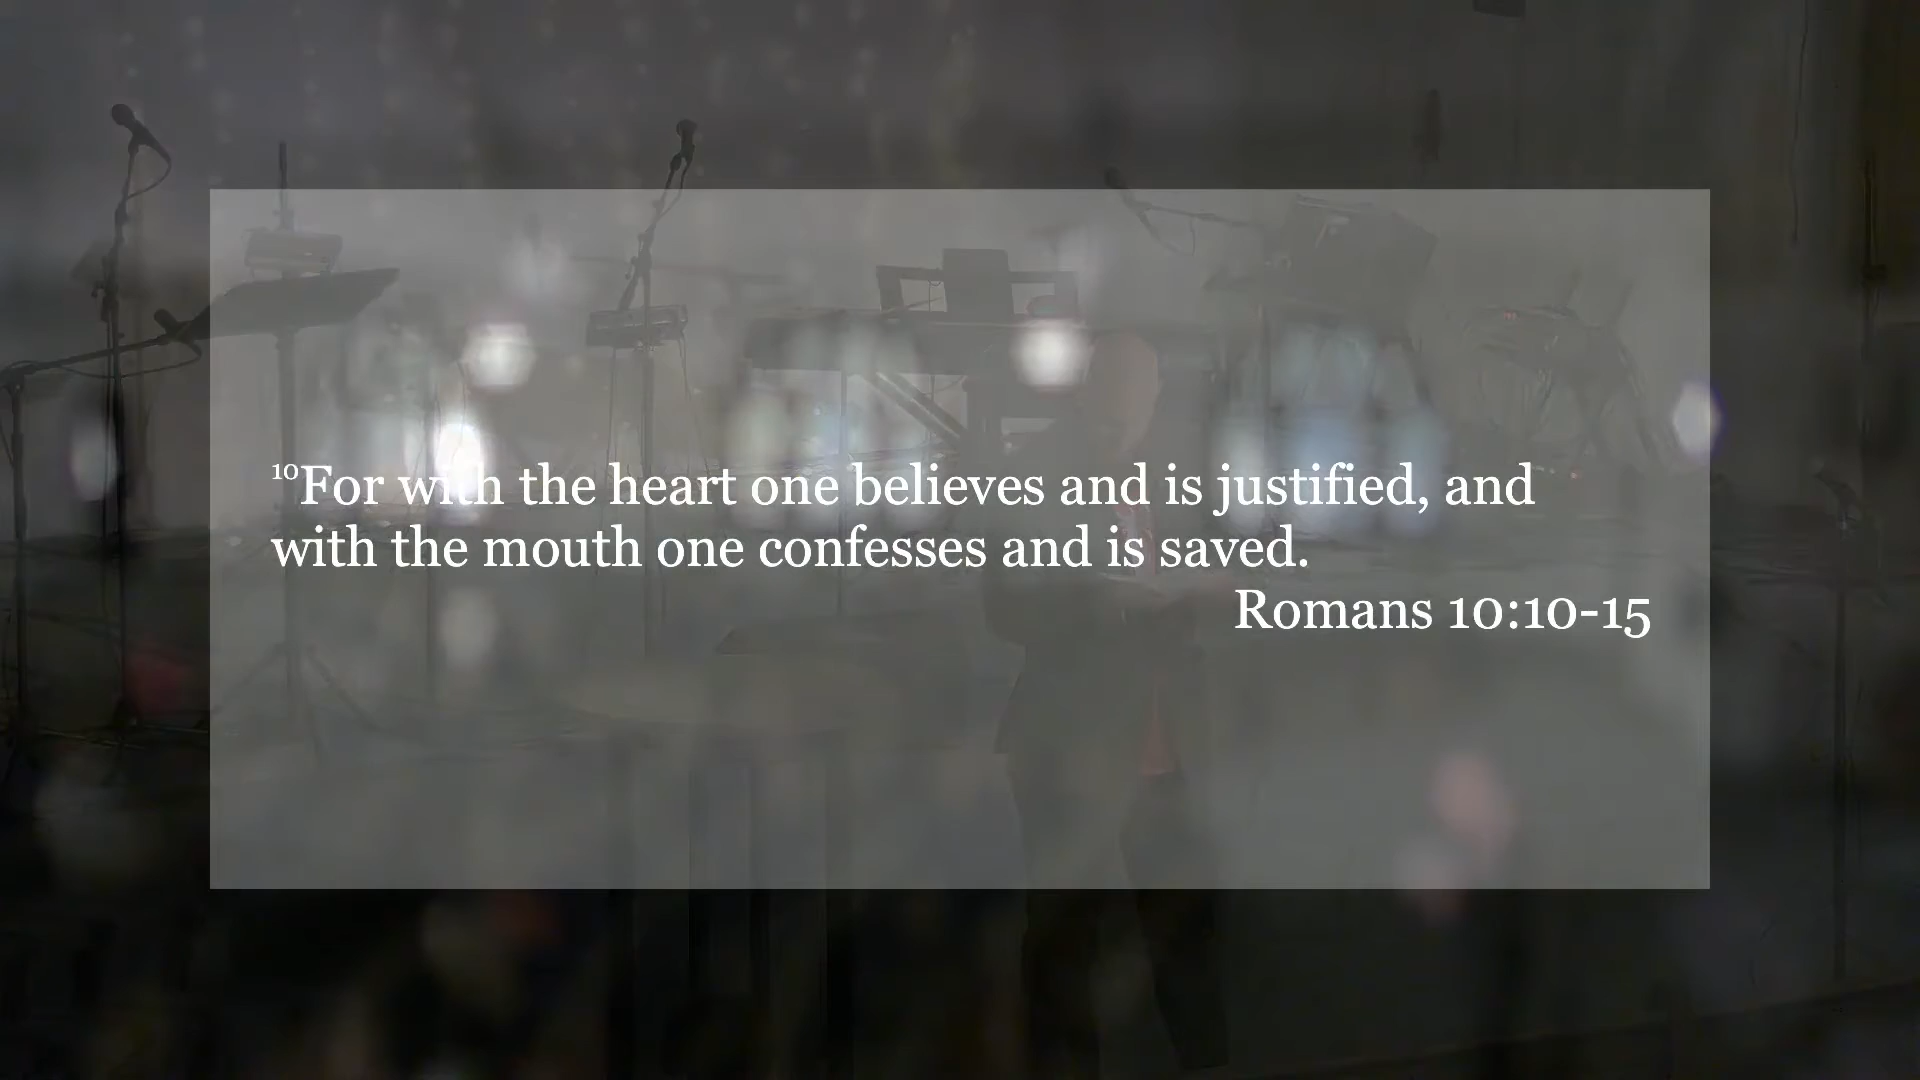 ¹⁰For with the heart one believes and is justified, and
with the mouth one confesses and is saved.
Romans 10:10-15